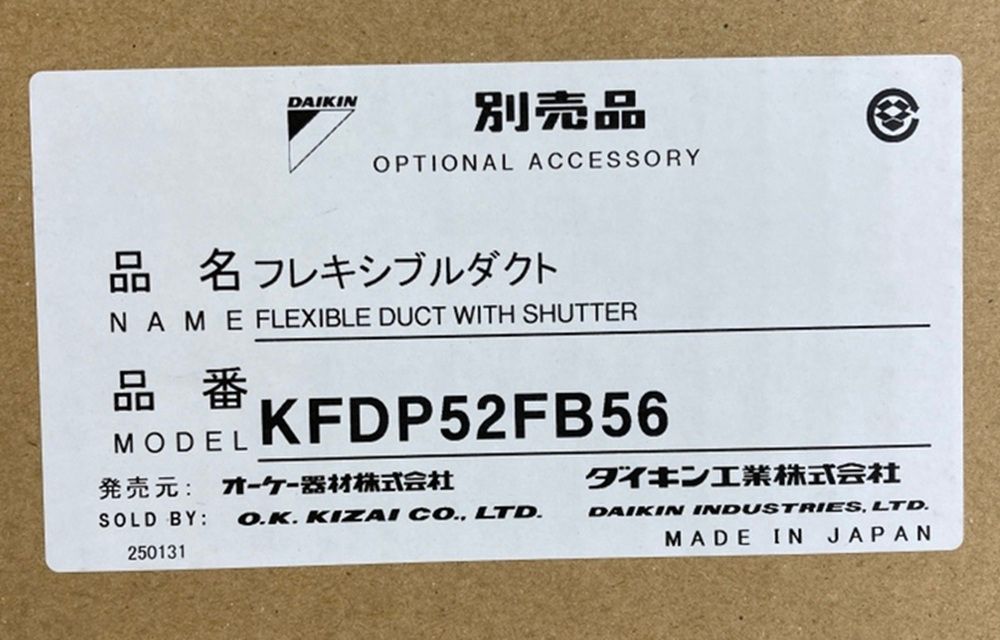 DAIKIN
別売品
OPTIONAL ACCESSORY
品名 フレキシブルダクト
NAME FLEXIBLE DUCT WITH SHUTTER
品番 KFDP52FB56
MODEL
発売元: オーケー器材株式会社 ダイキン工業株式会社
SOLD BY: O.K. KIZAI CO., LTD. DAIKIN INDUSTRIES, LTD.
250131 MADE IN JAPAN